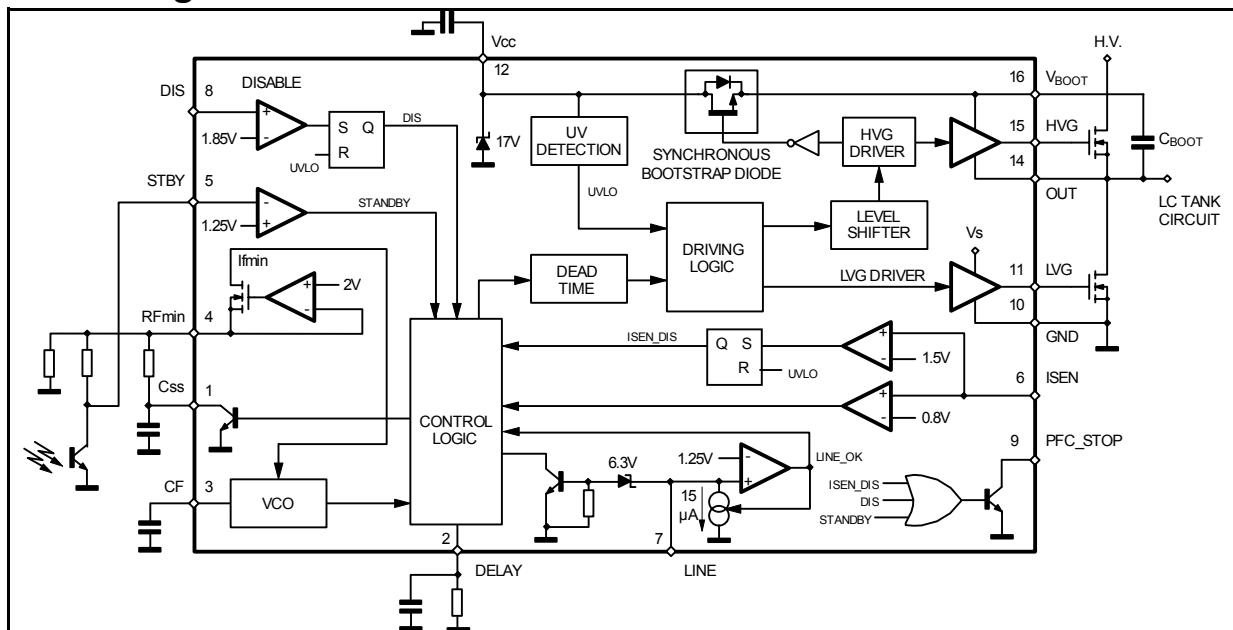 Vcc
H.V.
12
DIS
8
DISABLE
16
VBOOT
+
-
1.85V
S
Q
R
DIS
UVLO
17V
UV
DETECTION
SYNCHRONOUS
BOOTSTRAP DIODE
HVG
DRIVER
15
HVG
14
CBOOT
OUT
LC TANK
CIRCUIT
STBY
5
-
+
1.25V
STANDBY
UVLO
DRIVING
LOGIC
LEVEL
SHIFTER
Vs
Ifmin
+
-
2V
DEAD
TIME
LVG DRIVER
11
LVG
10
GND
RFmin
4
ISEN_DIS
Q
S
R
UVLO
+
-
1.5V
6
ISEN
Css
1
CONTROL
LOGIC
+
-
0.8V
9
PFC_STOP
6.3V
1.25V
-
+
LINE_OK
CF
3
VCO
15
µA
ISEN_DIS
DIS
STANDBY
2
DELAY
7
LINE